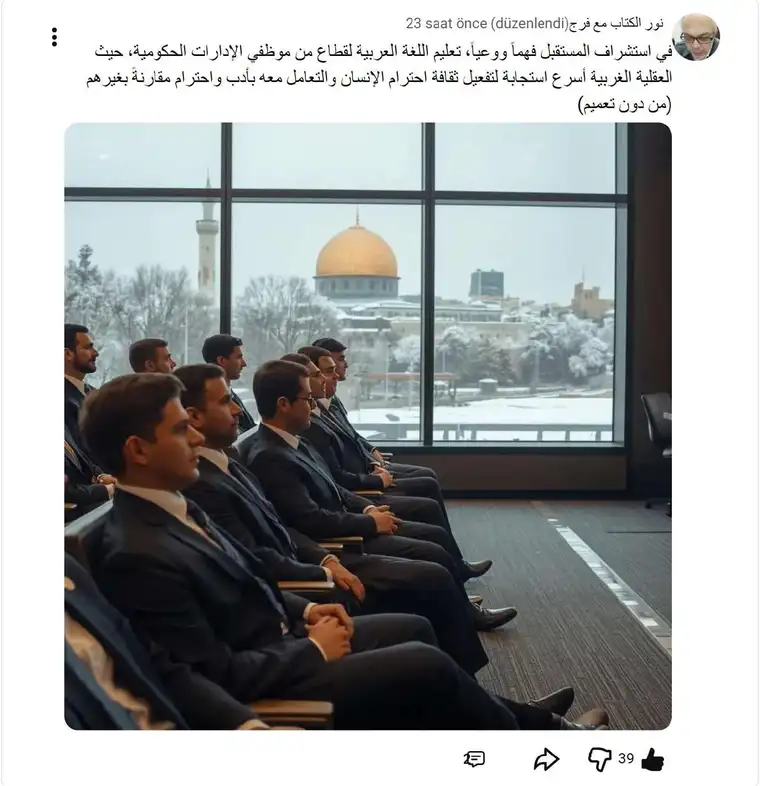 نور الكتاب مع فرج(düzenlendi) 23 saat önce
في استشراف المستقبل فهماً ووعياً، تعليم اللغة العربية لقطاع من موظفي الإدارات الحكومية، حيث
العقلية الغربية أسرع استجابة لتفعيل ثقافة احترام الإنسان والتعامل معه بأدب واحترام مقارنةً بغيرهم
(من دون تعميم)
39
2